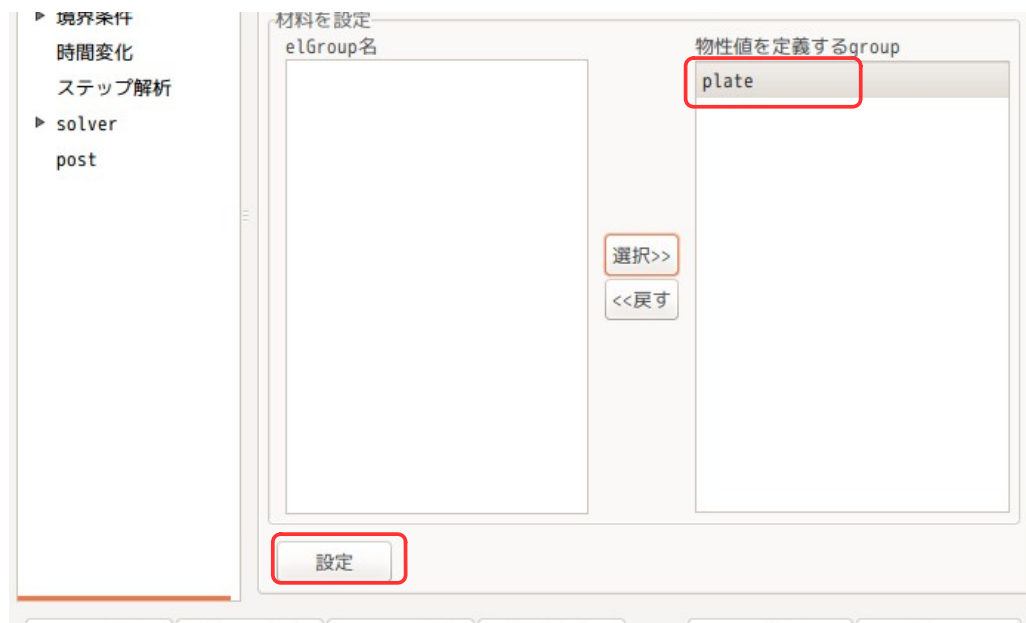 境界条件
時間変化
ステップ解析
solver
post
材料を設定
elGroup名
物性値を定義するgroup
plate
選択>>
<<戻す
設定